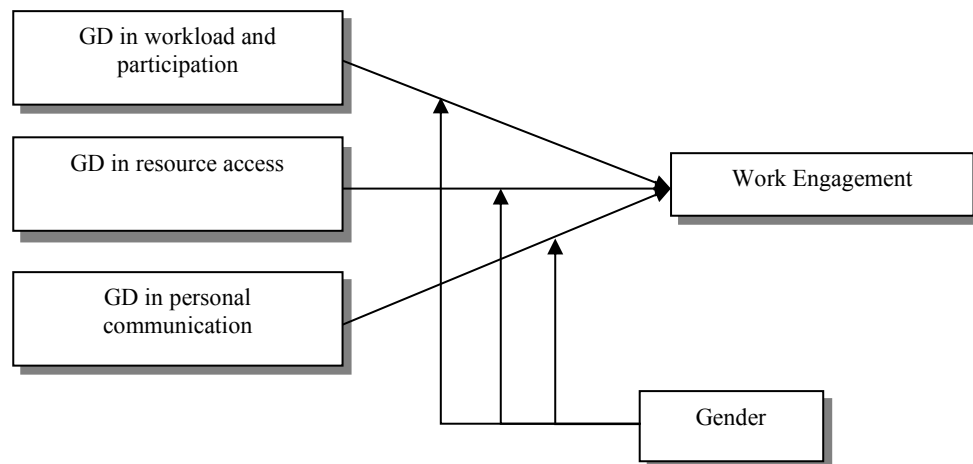 GD in workload and
participation
GD in resource access
Work Engagement
GD in personal
communication
Gender